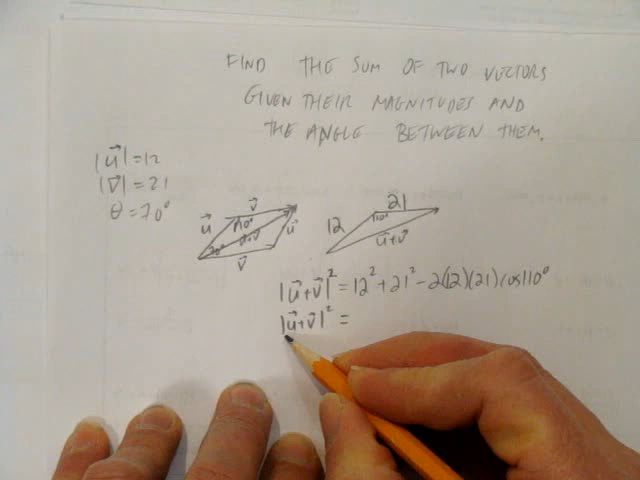 FIND THE SUM OF TWO VECTORS
GIVEN THEIR MAGNITUDES AND
THE ANGLE BETWEEN THEM.
|u⃗| = 12
|v⃗| = 21
θ = 70°
v⃗
u⃗
110°
u⃗+v⃗
u⃗
70°
v⃗
21
12
110°
u⃗+v⃗
|u⃗+v⃗|² = 12² + 21² - 2(12)(21) cos110°
|u⃗+v⃗|² =